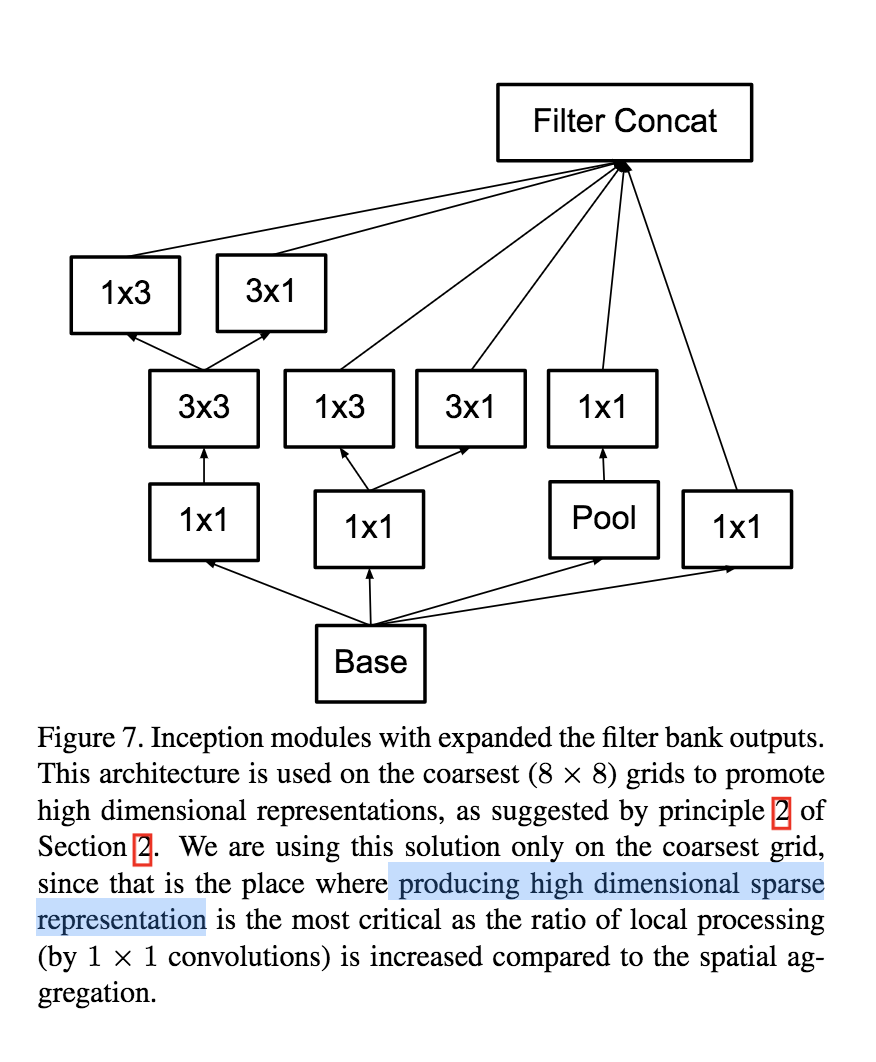 Filter Concat
1x3
3x1
3x3
1x3
3x1
1x1
1x1
1x1
Pool
1x1
Base
Figure 7. Inception modules with expanded the filter bank outputs.
This architecture is used on the coarsest (8 × 8) grids to promote
high dimensional representations, as suggested by principle 2 of
Section 2. We are using this solution only on the coarsest grid,
since that is the place where producing high dimensional sparse
representation is the most critical as the ratio of local processing
(by 1 × 1 convolutions) is increased compared to the spatial ag-
gregation.